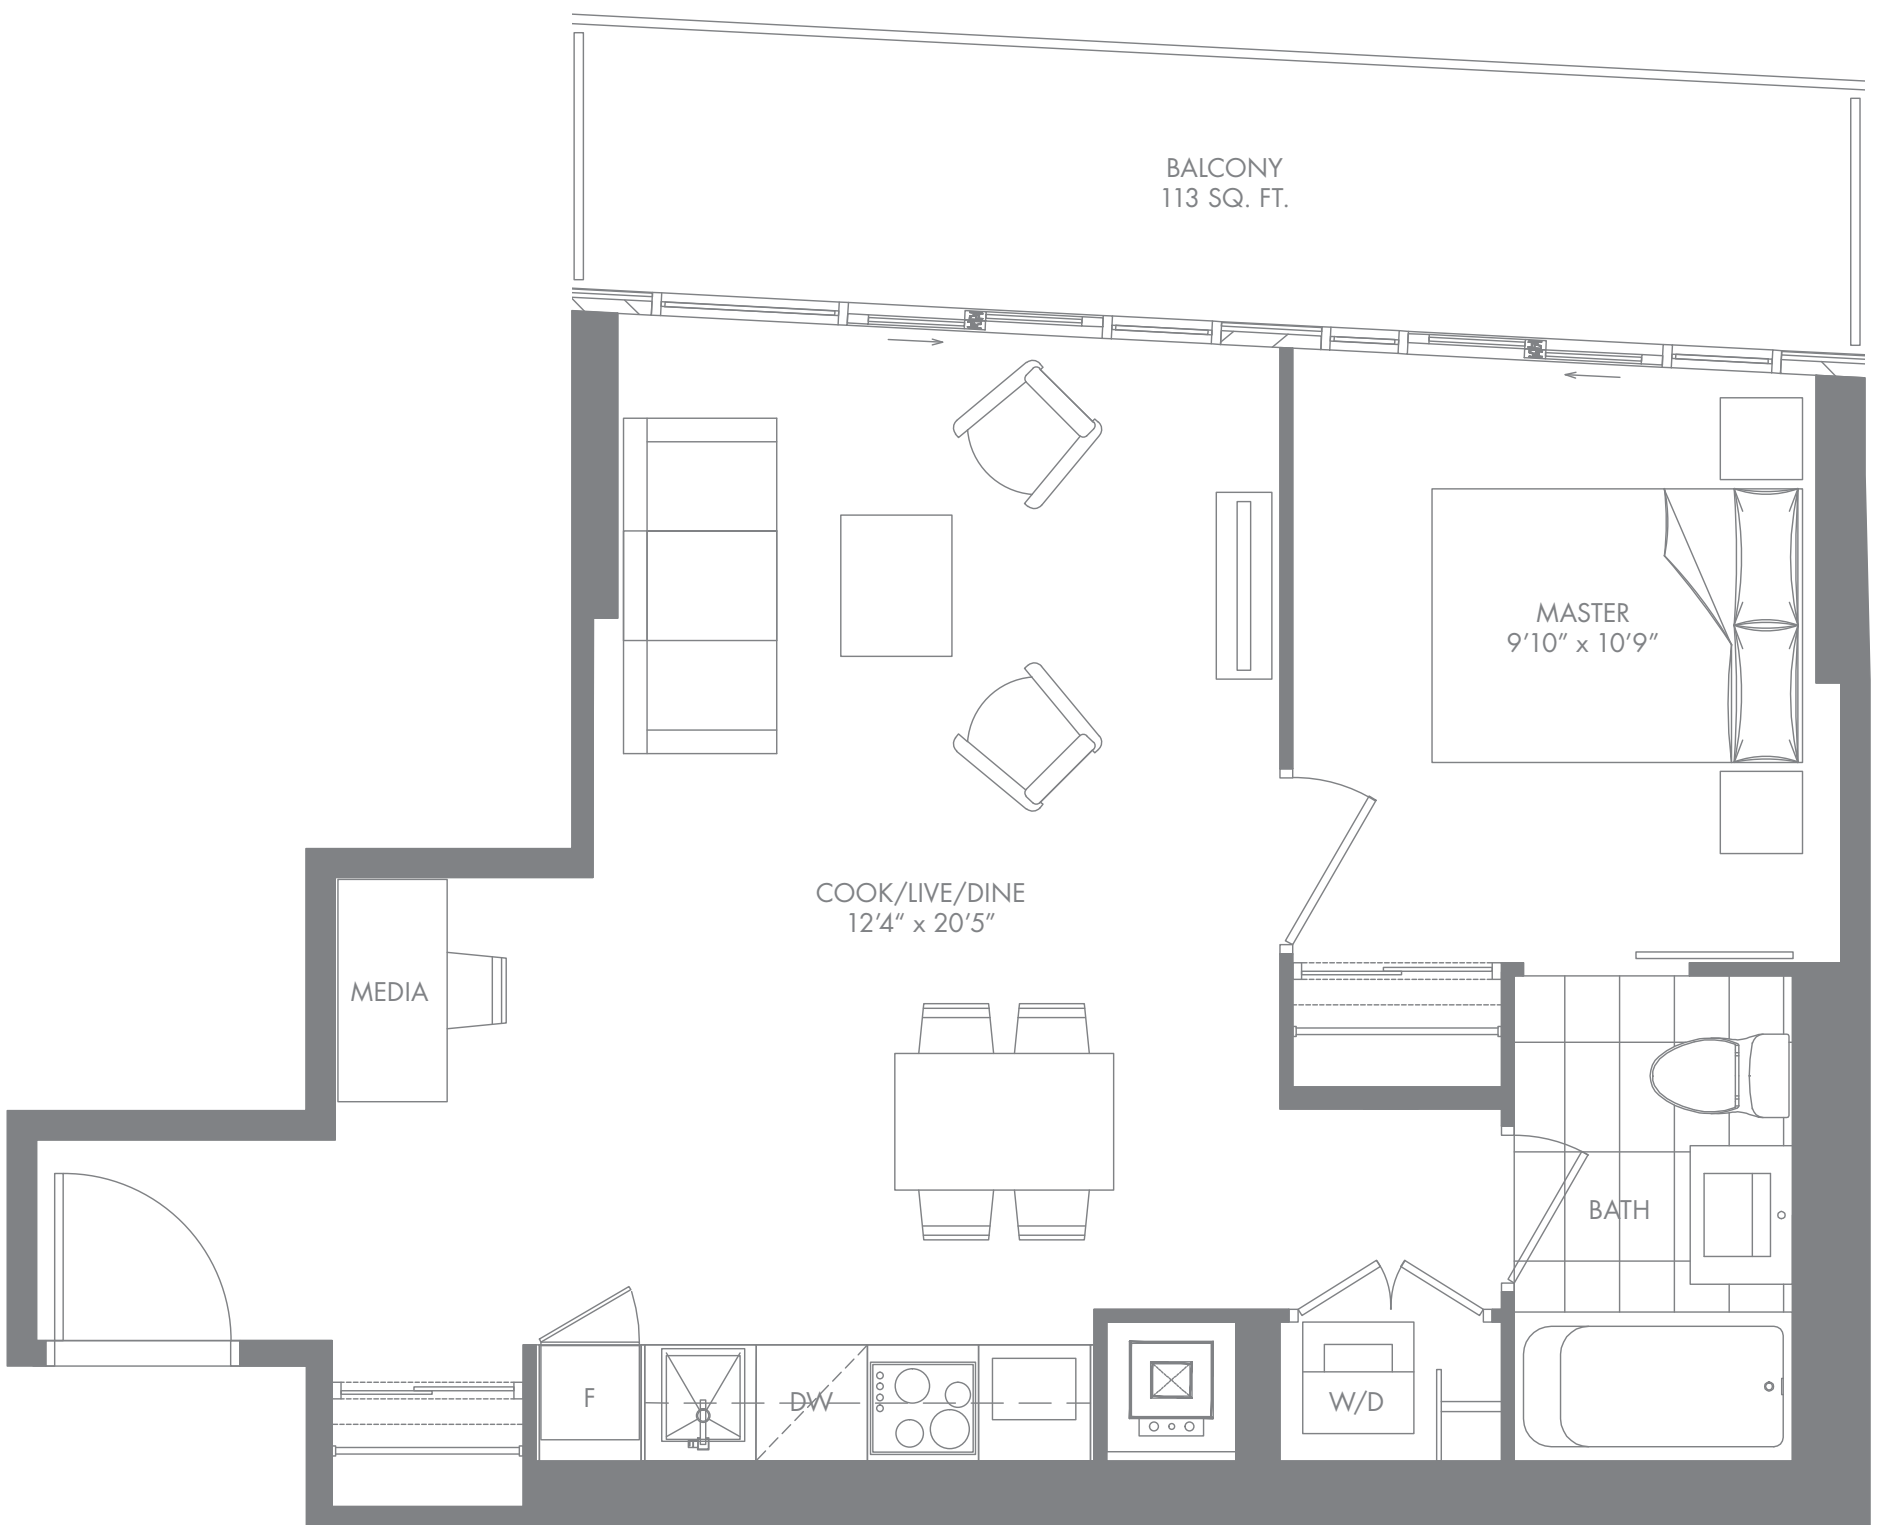 BALCONY
113 SQ. FT.
MASTER
9’10” x 10’9”
COOK/LIVE/DINE
12’4“ x 20’5”
MEDIA
BATH
F
DW
W/D